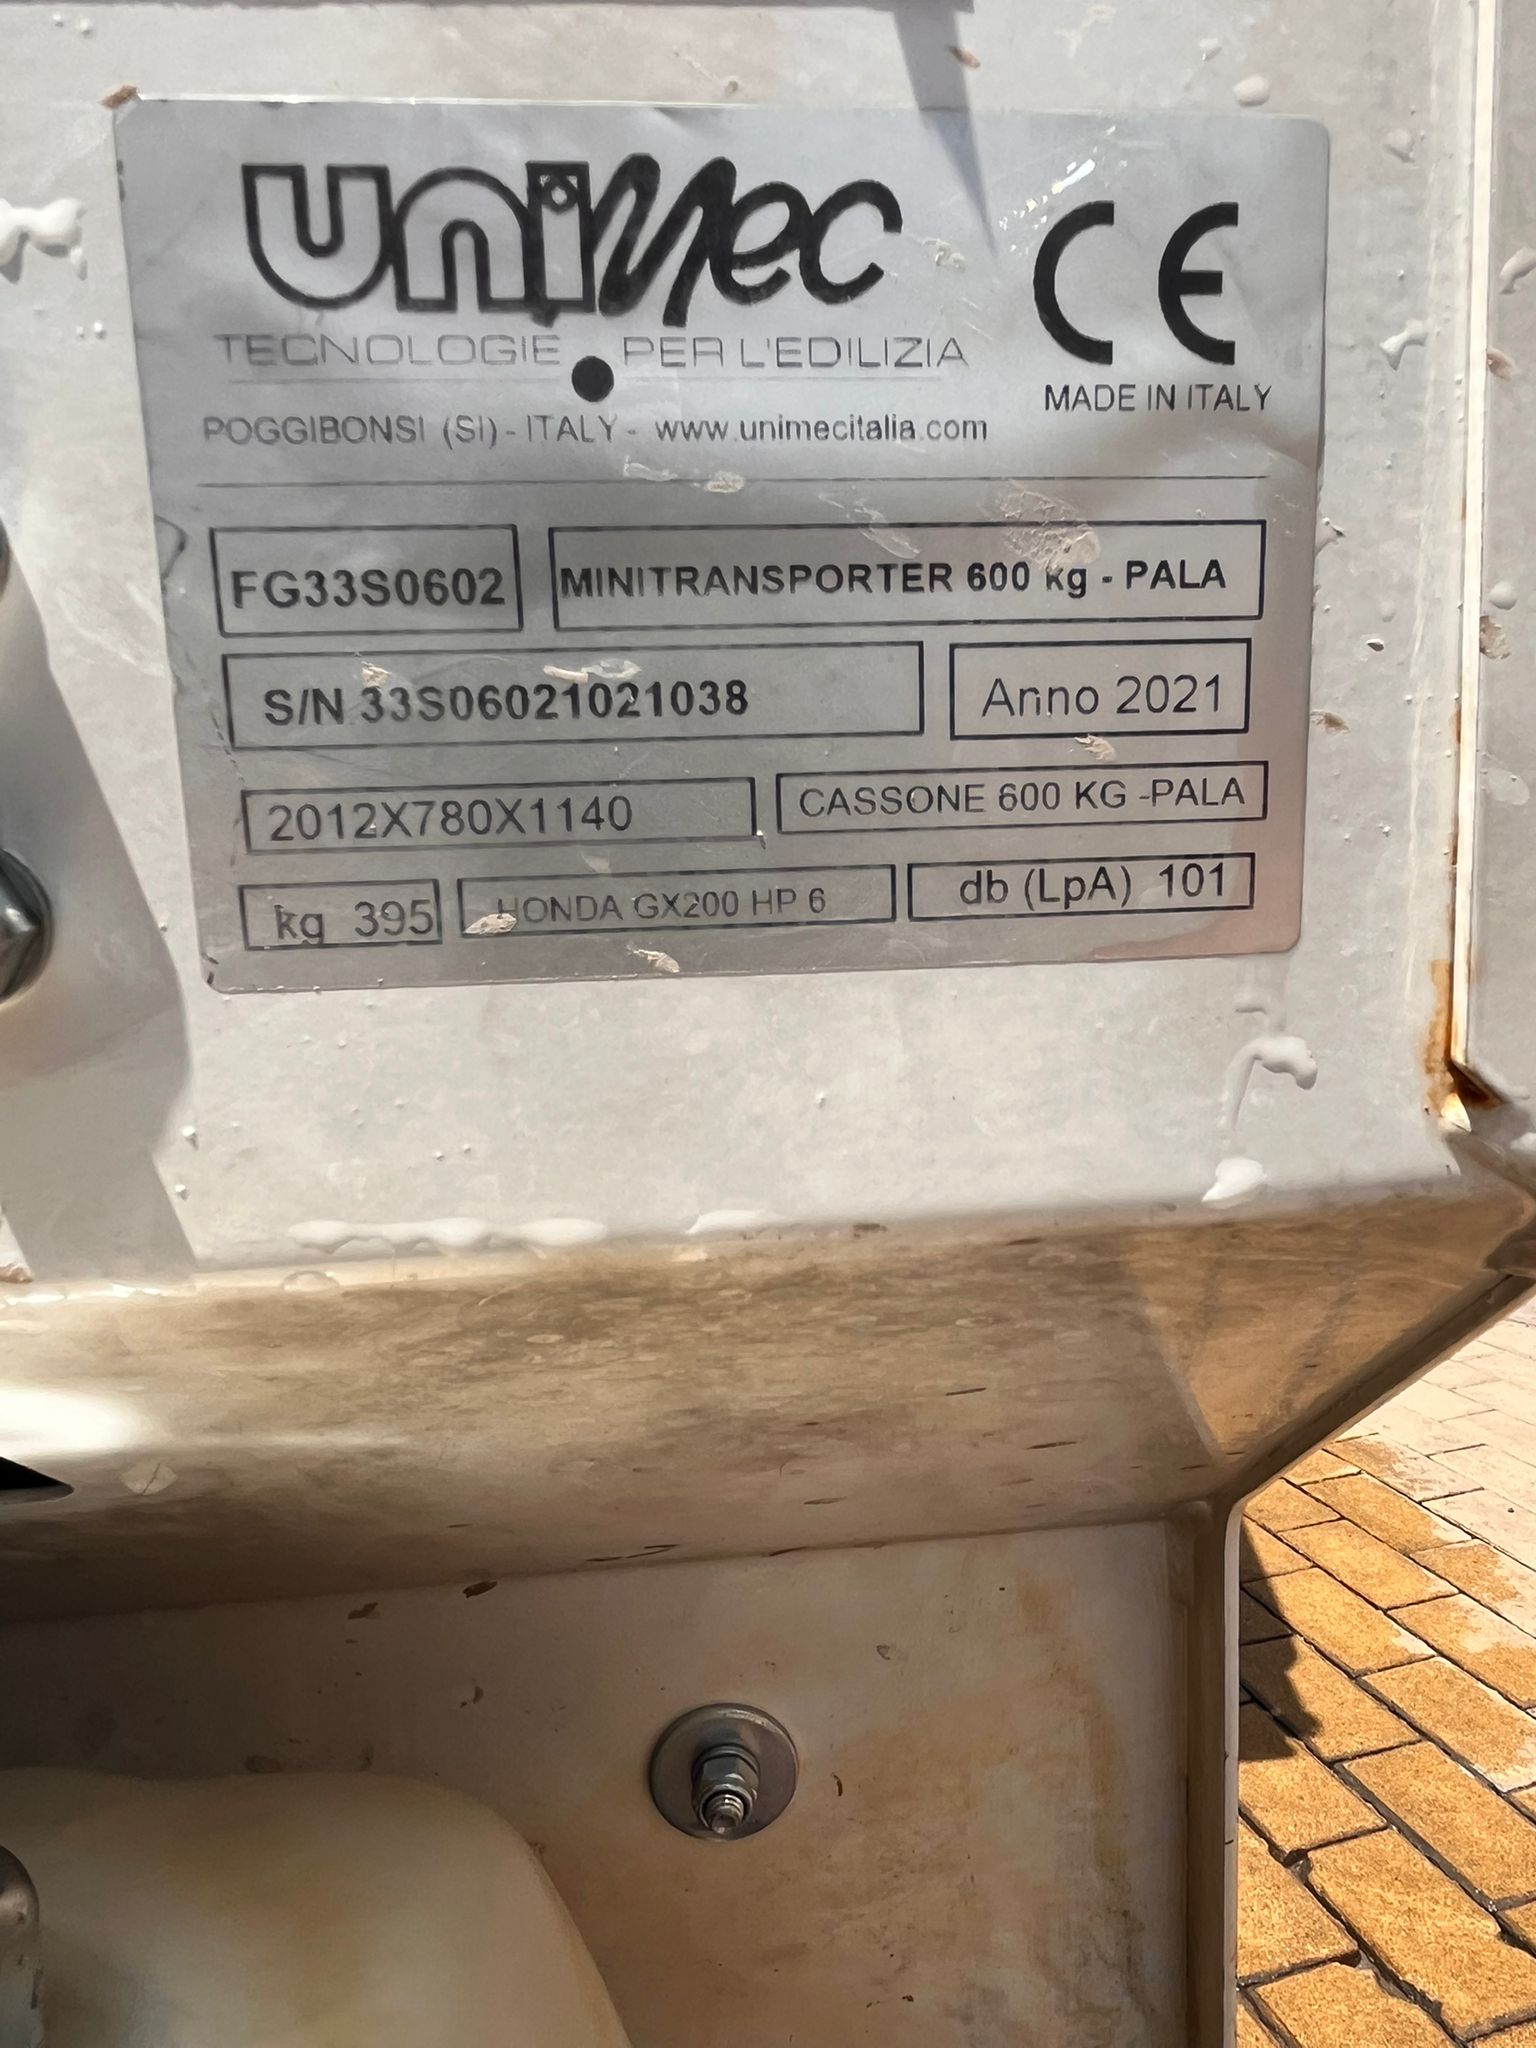 uniMec
TECNOLOGIE PER L'EDILIZIA
CE
MADE IN ITALY
POGGIBONSI (SI) - ITALY - www.unimecitalia.com
FG33S0602 MINITRANSPORTER 600 kg - PALA
S/N 33S06021021038 Anno 2021
2012X780X1140 CASSONE 600 KG -PALA
kg 395 HONDA GX200 HP 6 db (LpA) 101